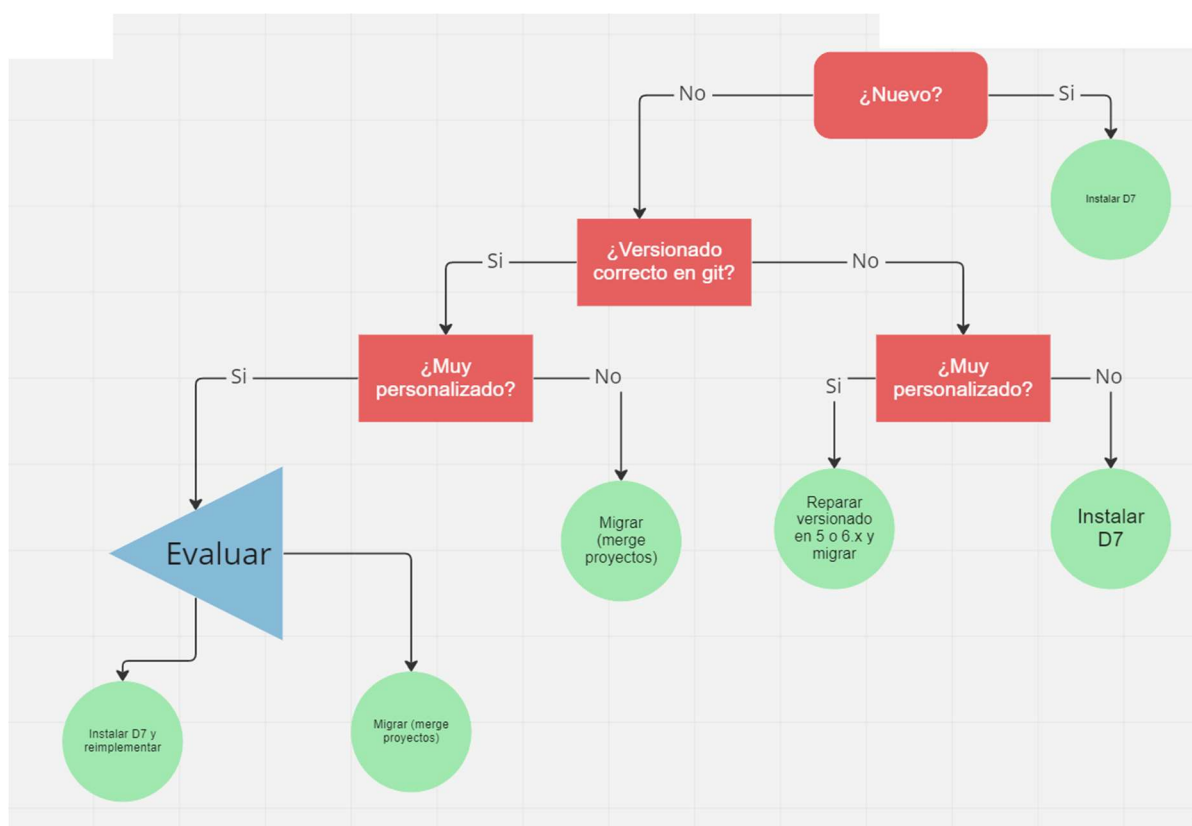 ¿Nuevo?
No
Si
Instalar D7
¿Versionado
correcto en git?
Si
No
¿Muy
personalizado?
Si
No
¿Muy
personalizado?
Si
No
Evaluar
Migrar
(merge
proyectos)
Reparar
versionado
en 5 o 6.x y
migrar
Instalar
D7
Instalar D7 y
reimplementar
Migrar (merge
proyectos)